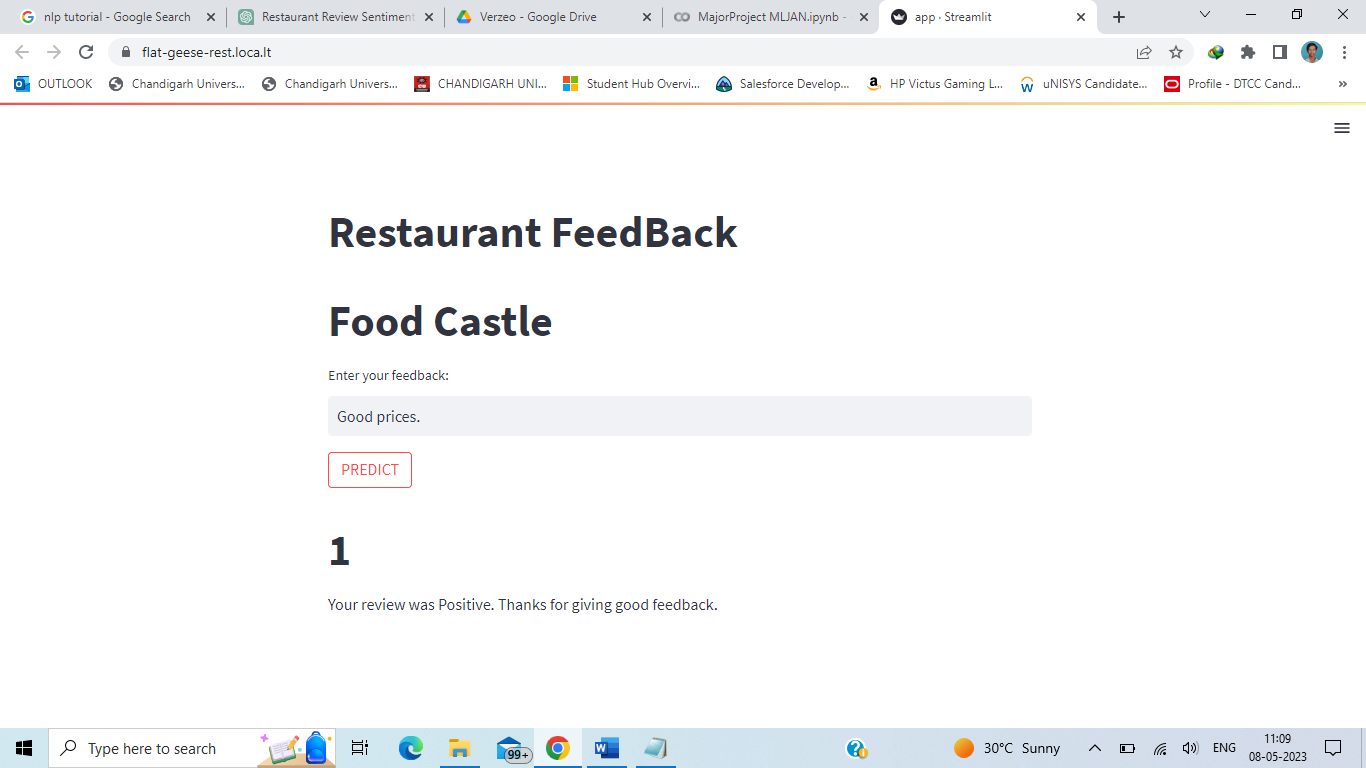 nlp tutorial - Google Search
Restaurant Review Sentiment
Verzeo - Google Drive
MajorProject MLJAN.ipynb -
app · Streamlit
flat-geese-rest.loca.lt
OUTLOOK
Chandigarh Univers...
Chandigarh Univers...
CHANDIGARH UNI...
Student Hub Overvi...
Salesforce Develop...
HP Victus Gaming L...
uNISYS Candidate...
Profile - DTCC Cand...
Restaurant FeedBack
Food Castle
Enter your feedback:
Good prices.
PREDICT
1
Your review was Positive. Thanks for giving good feedback.
Type here to search
99+
30°C Sunny
ENG
11:09
08-05-2023